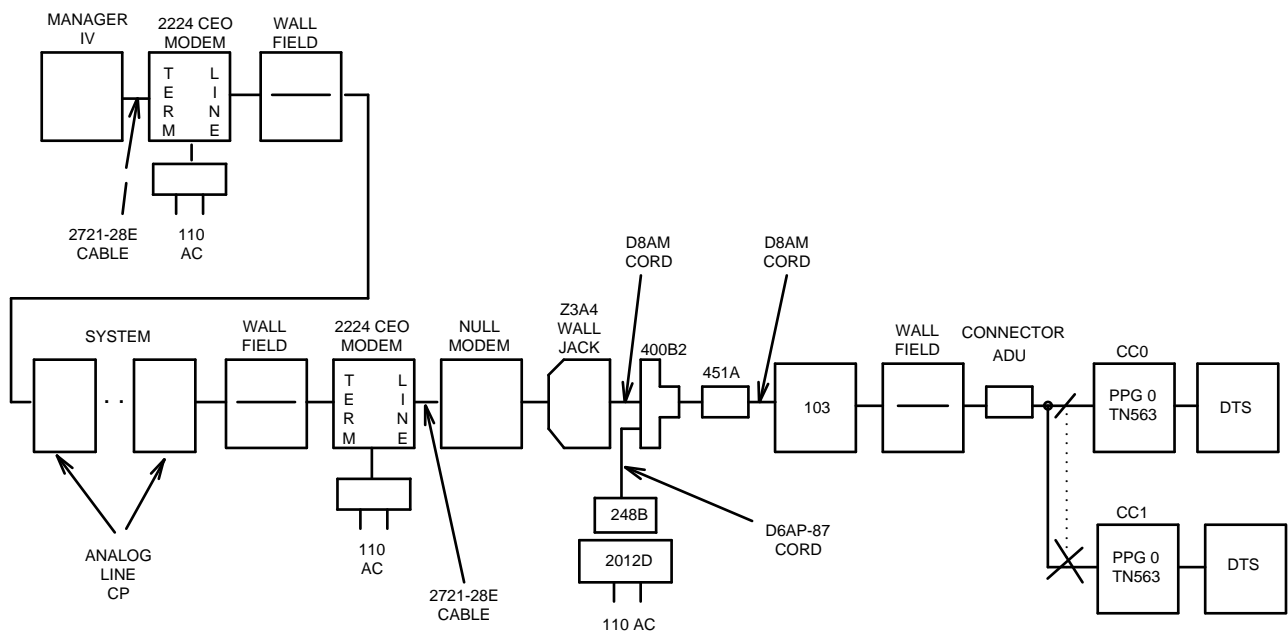 MANAGER
IV
2224 CEO
MODEM
WALL
FIELD
T
E
R
M
L
I
N
E
2721-28E
CABLE
110
AC
SYSTEM
WALL
FIELD
2224 CEO
MODEM
T
E
R
M
L
I
N
E
110
AC
NULL
MODEM
Z3A4
WALL
JACK
D8AM
CORD
400B2
451A
D8AM
CORD
103
WALL
FIELD
CONNECTOR
ADU
CC0
PPG 0
TN563
DTS
CC1
PPG 0
TN563
DTS
248B
2012D
110 AC
D6AP-87
CORD
2721-28E
CABLE
ANALOG
LINE
CP